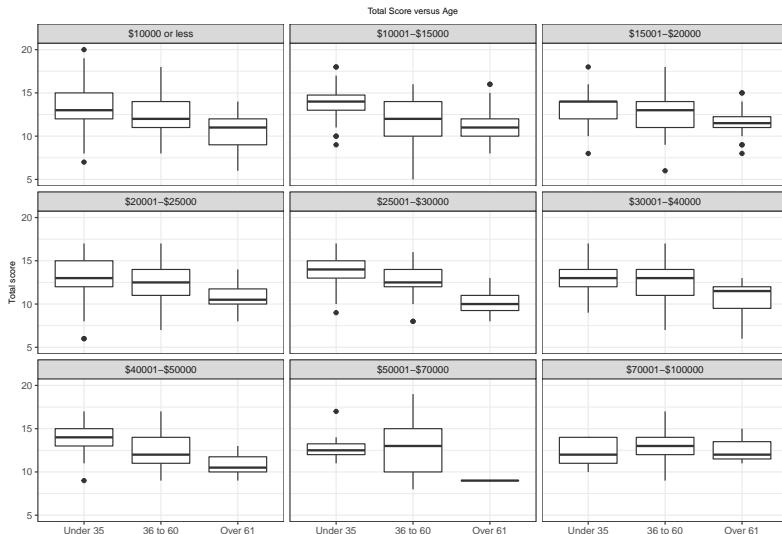 Total Score versus Age
$10000 or less
$10001−$15000
$15001−$20000
20
15
10
5
$20001−$25000
$25001−$30000
$30001−$40000
20
15
10
5
Total score
$40001−$50000
$50001−$70000
$70001−$100000
20
15
10
5
Under 35
36 to 60
Over 61
Under 35
36 to 60
Over 61
Under 35
36 to 60
Over 61